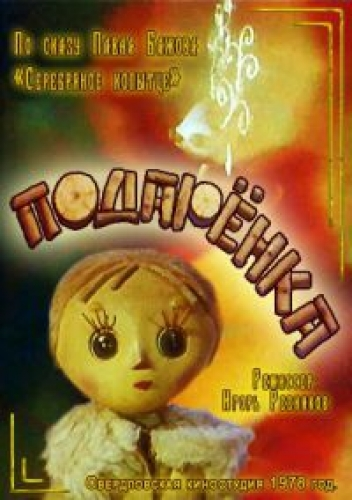 По сказу Павла Бажова
«Серебряное копытце»
ПОДАРЁНКА
Режиссер
Игорь Резников
Свердловская киностудия 1978 год.